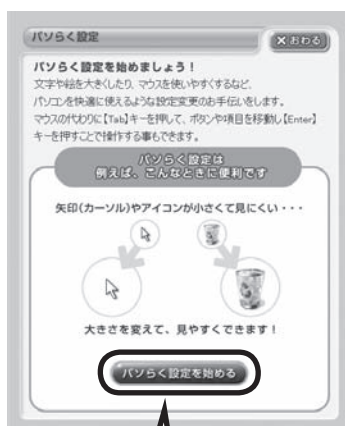 パソらく設定
×おわる
パソらく設定を始めましょう！
文字や絵を大きくしたり、マウスを使いやすくするなど、
パソコンを快適に使えるような設定変更のお手伝いをします。
マウスの代わりに【Tab】キーを押して、ボタンや項目を移動し【Enter】
キーを押すことで操作する事もできます。
パソらく設定は
例えば、こんなときに便利です
矢印(カーソル)やアイコンが小さくて見にくい・・・
大きさを変えて、見やすくできます！
パソらく設定を始める